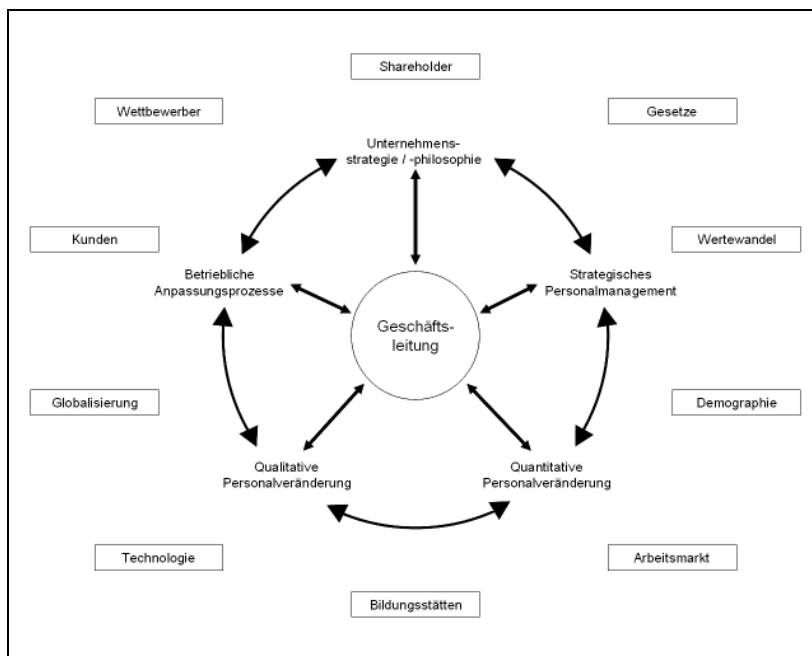 Shareholder
Wettbewerber
Gesetze
Unternehmens-
strategie / -philosophie
Kunden
Wertewandel
Betriebliche
Anpassungsprozesse
Strategisches
Personalmanagement
Geschäfts-
leitung
Globalisierung
Demographie
Qualitative
Personalveränderung
Quantitative
Personalveränderung
Technologie
Arbeitsmarkt
Bildungsstätten